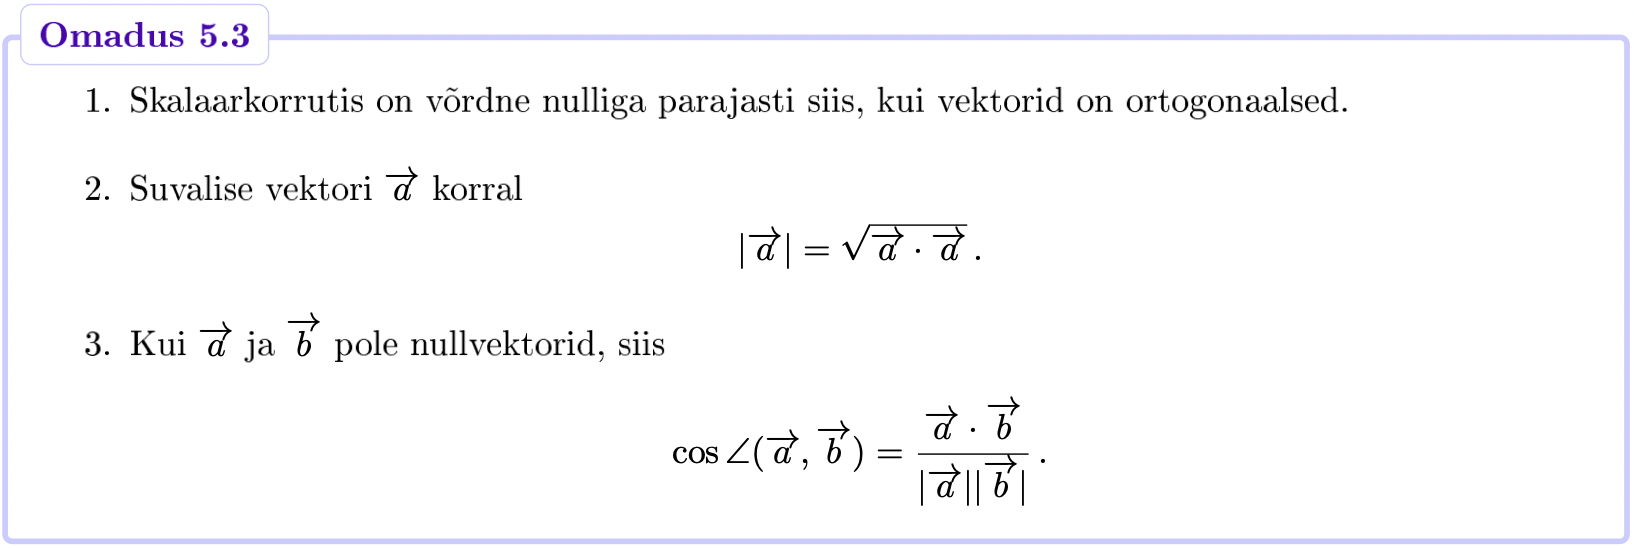 Omadus 5.3
1. Skalaarkorrutis on võrdne nulliga parajasti siis, kui vektorid on ortogonaalsed.
2. Suvalise vektori $\overrightarrow{a}$ korral
$|\overrightarrow{a}| = \sqrt{\overrightarrow{a} \cdot \overrightarrow{a}}.$
3. Kui $\overrightarrow{a}$ ja $\overrightarrow{b}$ pole nullvektorid, siis
$\cos \angle(\overrightarrow{a}, \overrightarrow{b}) = \frac{\overrightarrow{a} \cdot \overrightarrow{b}}{|\overrightarrow{a}||\overrightarrow{b}|}.$